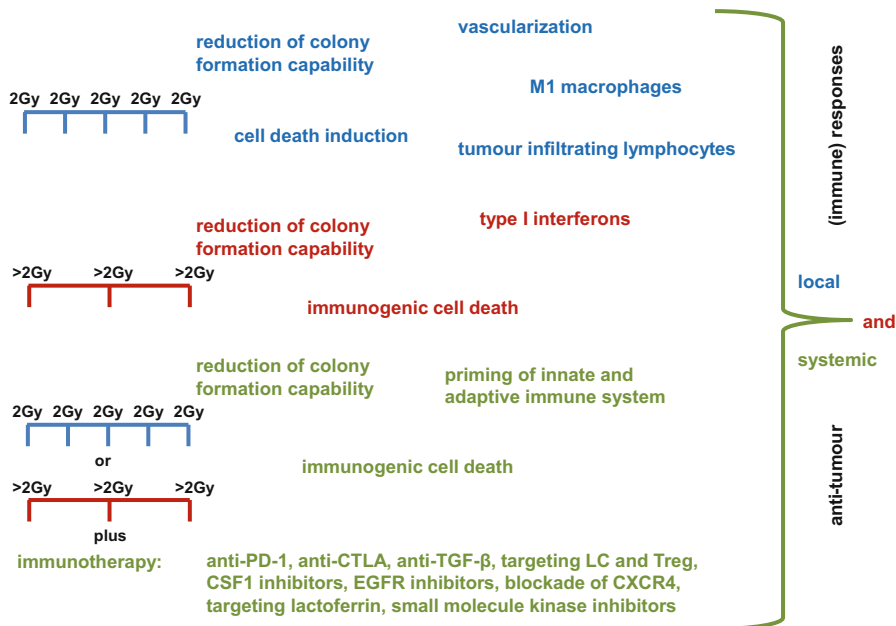 reduction of colony
formation capability
vascularization
M1 macrophages
2Gy 2Gy 2Gy 2Gy 2Gy
cell death induction
tumour infiltrating lymphocytes
reduction of colony
formation capability
type I interferons
>2Gy >2Gy >2Gy
immunogenic cell death
reduction of colony
formation capability
priming of innate and
adaptive immune system
2Gy 2Gy 2Gy 2Gy 2Gy
or
immunogenic cell death
>2Gy >2Gy >2Gy
plus
immunotherapy: anti-PD-1, anti-CTLA, anti-TGF-β, targeting LC and Treg,
CSF1 inhibitors, EGFR inhibitors, blockade of CXCR4,
targeting lactoferrin, small molecule kinase inhibitors
(immune) responses
local
and
systemic
anti-tumour